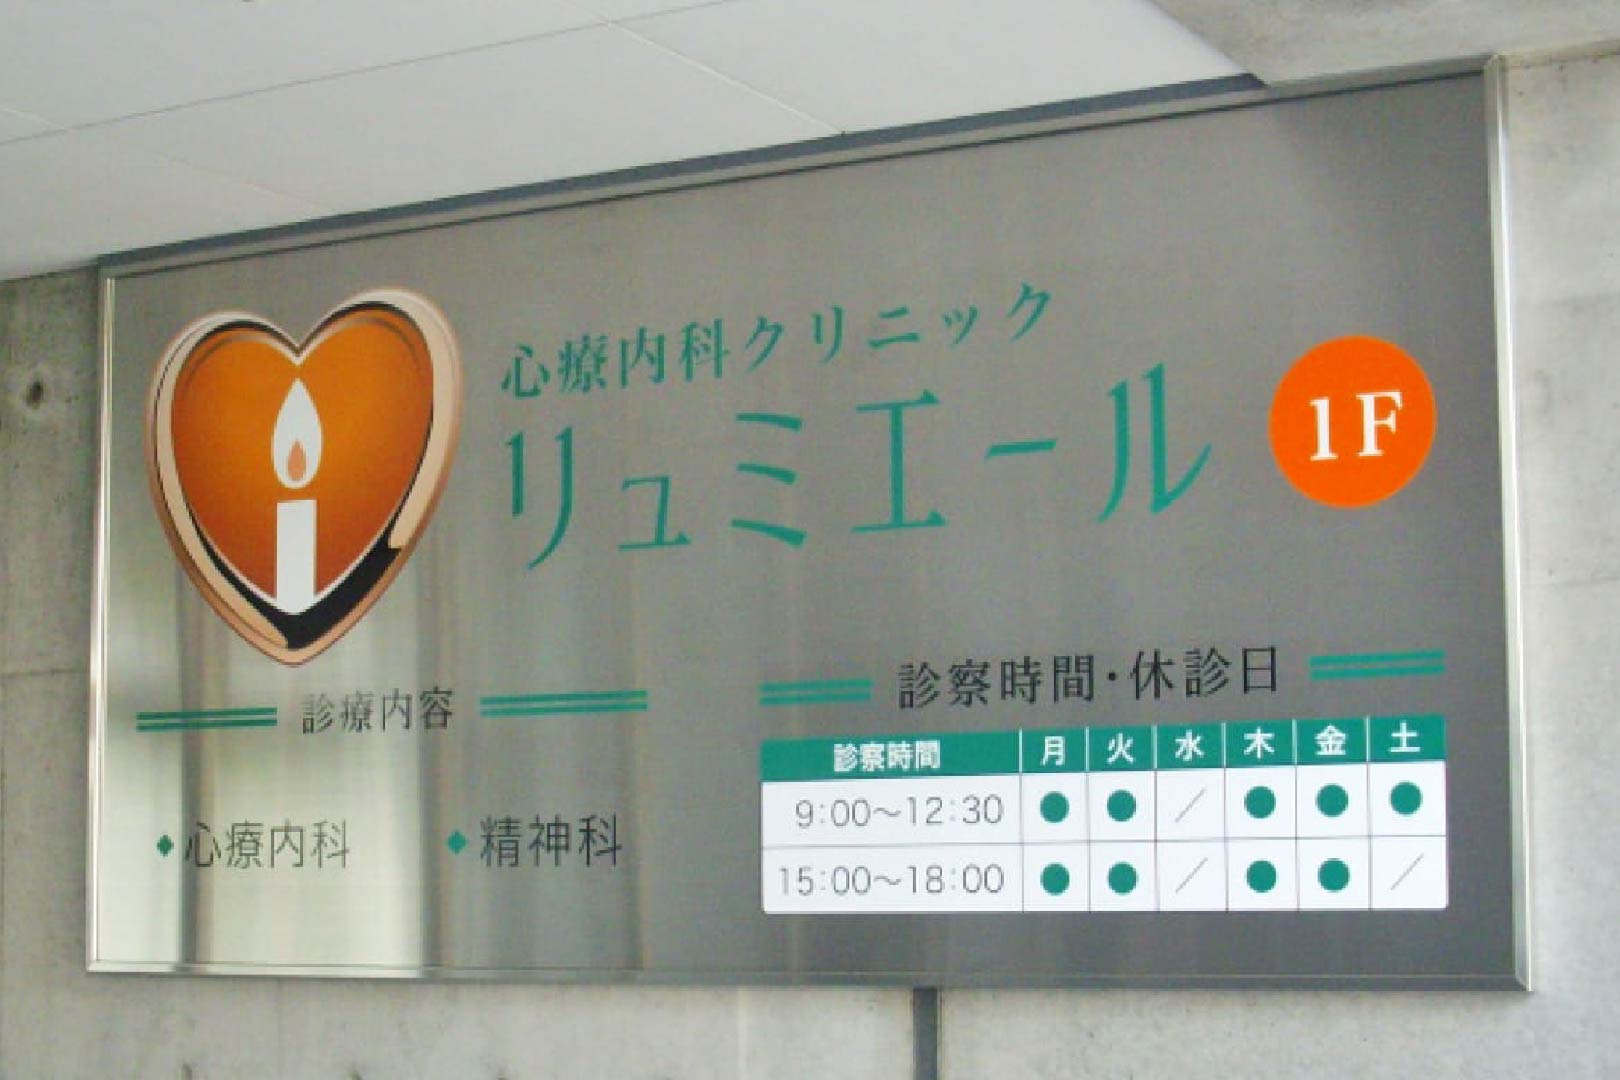 心療内科クリニック
リュミエール
1F
診療内容
◆心療内科 ◆精神科
診察時間・休診日
診察時間 月 火 水 木 金 土
9:00〜12:30 ● ● ／ ● ● ●
15:00〜18:00 ● ● ／ ● ● ／